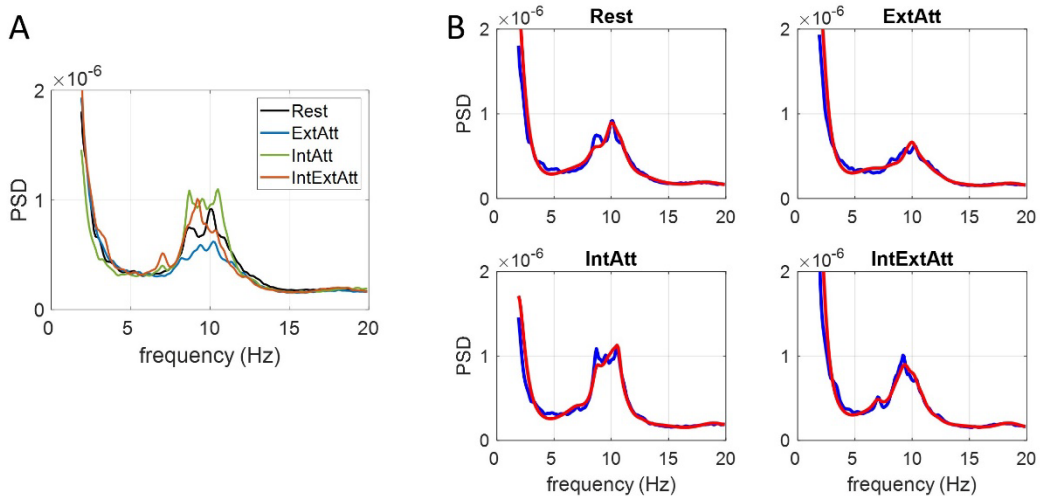 A
×10⁻⁶
2
1
0
PSD
0 5 10 15 20
frequency (Hz)
Rest
ExtAtt
IntAtt
IntExtAtt
B
Rest
×10⁻⁶
2
1
0
PSD
0 5 10 15 20
ExtAtt
×10⁻⁶
2
1
0
0 5 10 15 20
IntAtt
×10⁻⁶
2
1
0
PSD
0 5 10 15 20
frequency (Hz)
IntExtAtt
×10⁻⁶
2
1
0
0 5 10 15 20
frequency (Hz)